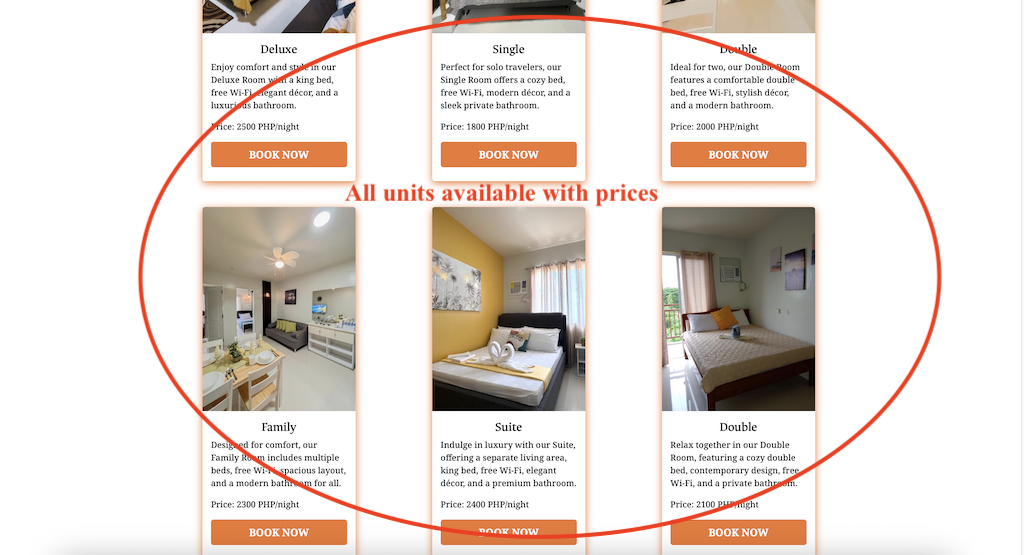 Deluxe
Enjoy comfort and style in our
Deluxe Room with a king bed,
free Wi-Fi, elegant décor, and a
luxurious bathroom.
Price: 2500 PHP/night
BOOK NOW
Single
Perfect for solo travelers, our
Single Room offers a cozy bed,
free Wi-Fi, modern décor, and a
sleek private bathroom.
Price: 1800 PHP/night
BOOK NOW
Double
Ideal for two, our Double Room
features a comfortable double
bed, free Wi-Fi, stylish décor,
and a modern bathroom.
Price: 2000 PHP/night
BOOK NOW
All units available with prices
Family
Designed for comfort, our
Family Room includes multiple
beds, free Wi-Fi, spacious layout,
and a modern bathroom for all.
Price: 2300 PHP/night
BOOK NOW
Suite
Indulge in luxury with our Suite,
offering a separate living area,
king bed, free Wi-Fi, elegant
décor, and a premium bathroom.
Price: 2400 PHP/night
BOOK NOW
Double
Relax together in our Double
Room, featuring a cozy double
bed, contemporary design, free
Wi-Fi, and a private bathroom.
Price: 2100 PHP/night
BOOK NOW